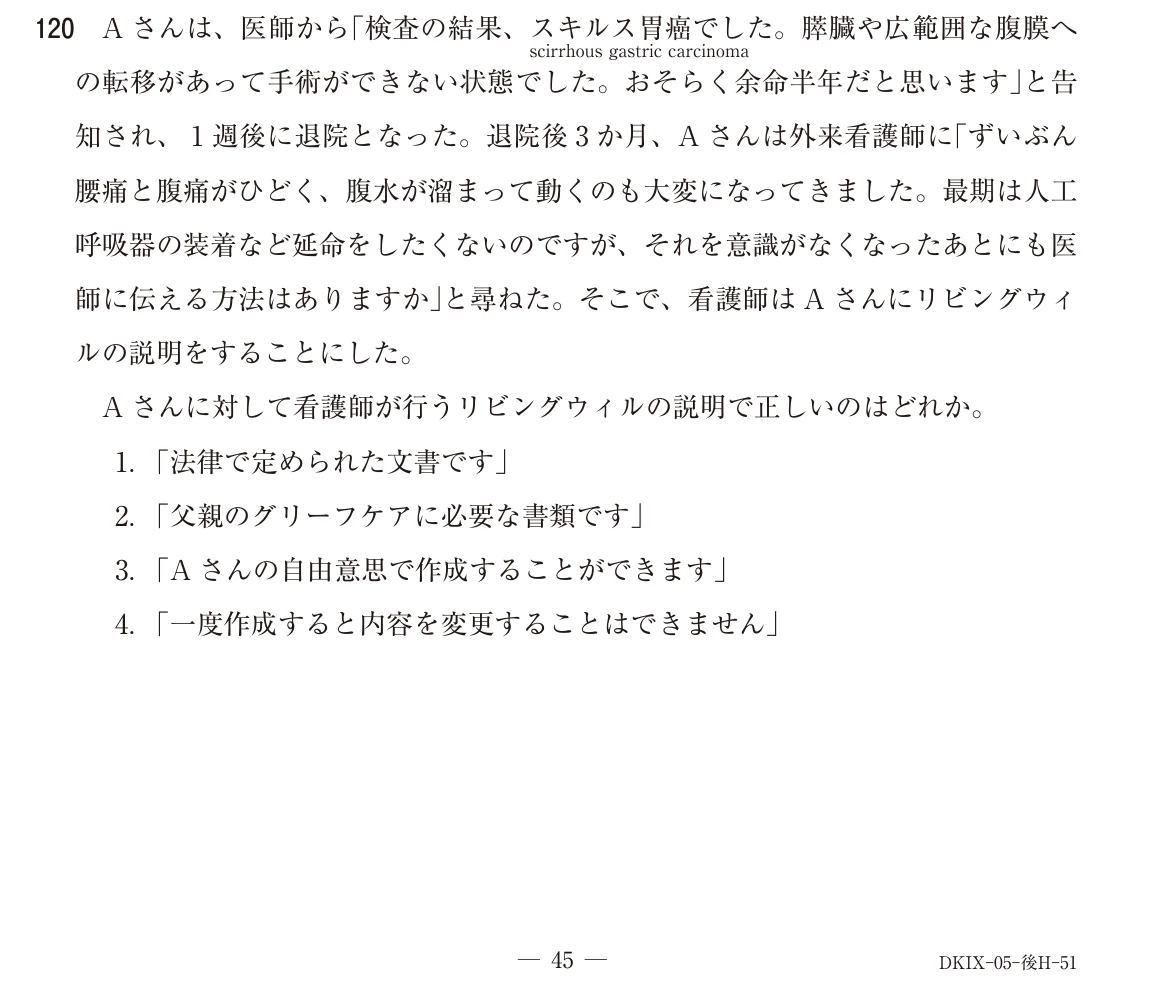 120 Aさんは、医師から「検査の結果、スキルス胃癌でした。膵臓や広範囲な腹膜へ
scirrhous gastric carcinoma
の転移があって手術ができない状態でした。おそらく余命半年だと思います」と告
知され、1週後に退院となった。退院後3か月、Aさんは外来看護師に「ずいぶん
腰痛と腹痛がひどく、腹水が溜まって動くのも大変になってきました。最期は人工
呼吸器の装着など延命をしたくないのですが、それを意識がなくなったあとにも医
師に伝える方法はありますか」と尋ねた。そこで、看護師はAさんにリビングウィ
ルの説明をすることにした。
Aさんに対して看護師が行うリビングウィルの説明で正しいのはどれか。
1. 「法律で定められた文書です」
2. 「父親のグリーフケアに必要な書類です」
3. 「Aさんの自由意思で作成することができます」
4. 「一度作成すると内容を変更することはできません」
— 45 —
DKIX-05-後H-51